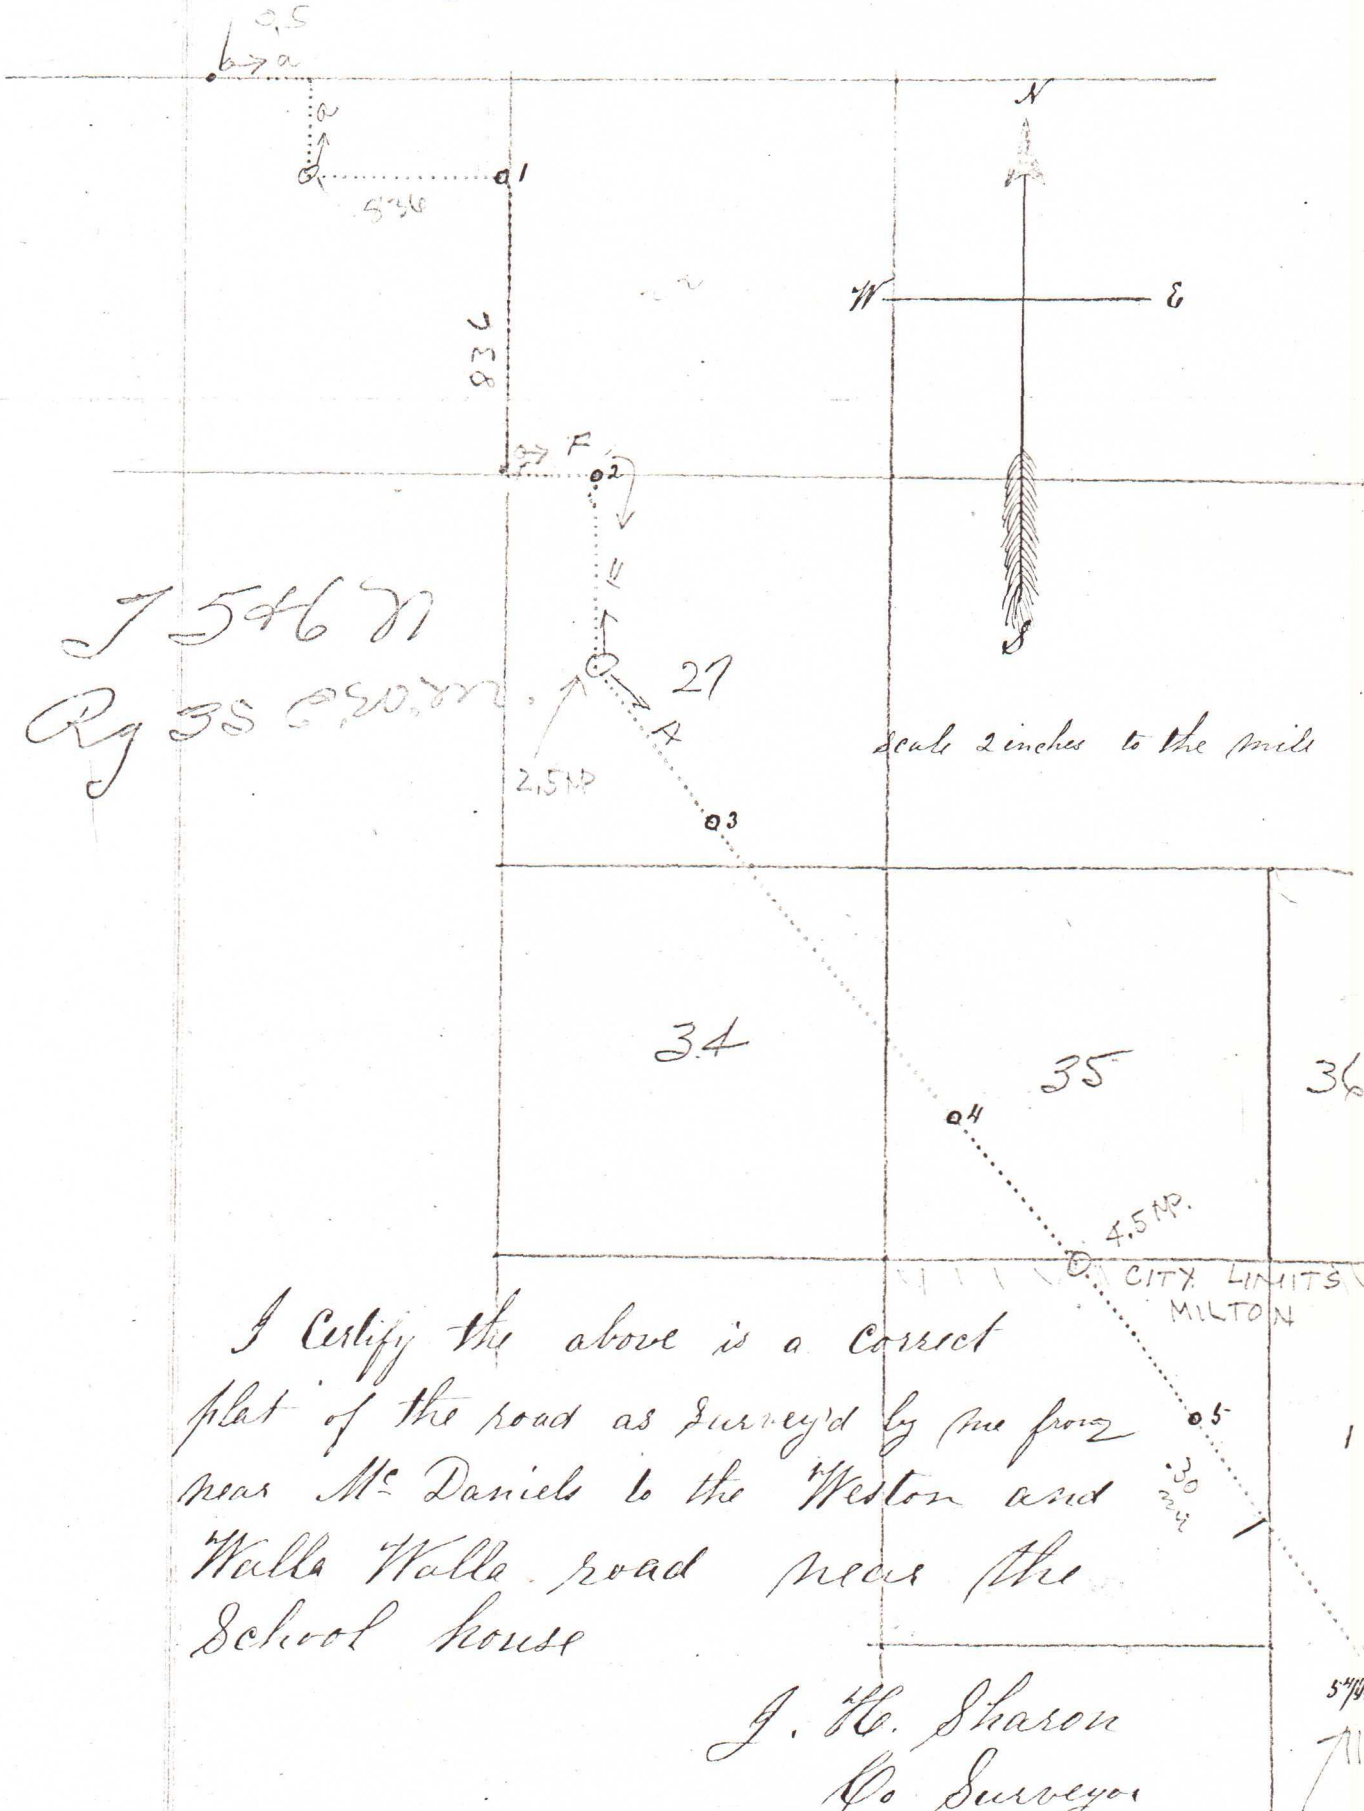 0,5
b → a
a
1
836
N
W E
836
F
2
S
T 5 & 6 N
27
Rg 35
A
Scale 2 inches to the mile
2.5 MP
3
34
35
36
4
4.5 MP.
CITY LIMITS
MILTON
I Certify the above is a correct
plat of the road as Survey'd by me from
near Mc Daniels to the Weston and
Walla Walla road near the
School house
5
.30
1
J. H. Sharon
Co Surveyor